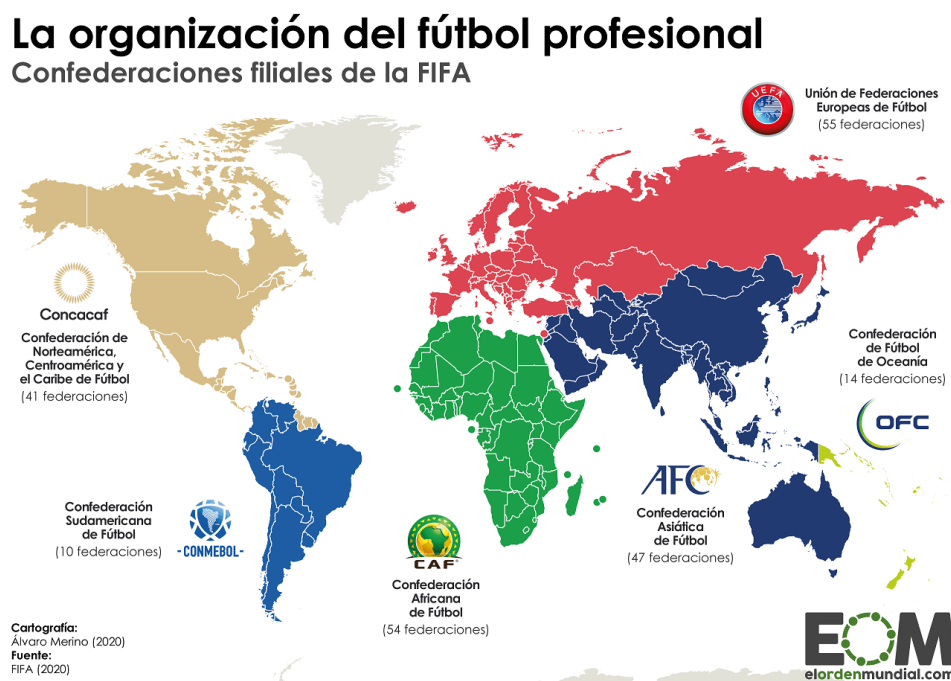 La organización del fútbol profesional
Confederaciones filiales de la FIFA
UEFA
Unión de Federaciones
Europeas de Fútbol
(55 federaciones)
Concacaf
Confederación de
Norteamérica,
Centroamérica y
el Caribe de Fútbol
(41 federaciones)
Confederación
de Fútbol
de Oceanía
(14 federaciones)
OFC
AFC
Confederación
Asiática
de Fútbol
(47 federaciones)
Confederación
Sudamericana
de Fútbol
(10 federaciones)
-CONMEBOL-
CAF
Confederación
Africana
de Fútbol
(54 federaciones)
Cartografía:
Álvaro Merino (2020)
Fuente:
FIFA (2020)
EOM
elordenmundial.com